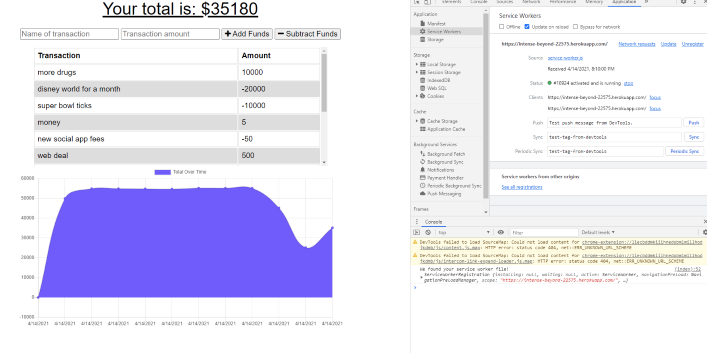 Your total is: $35180
Name of transaction Transaction amount + Add Funds − Subtract Funds
Transaction Amount
more drugs 10000
disney world for a month -20000
super bowl ticks -10000
money 5
new social app fees -50
web deal 500
Total Over Time
60000
50000
40000
30000
20000
10000
0
-10000
4/14/2021 4/14/2021 4/14/2021 4/14/2021 4/14/2021 4/14/2021 4/14/2021 4/14/2021 4/14/2021 4/14/2021 4/14/2021 4/14/2021
Elements Console Sources Network Performance Memory Application
Application
Manifest
Service Workers
Storage
Storage
Local Storage
Session Storage
IndexedDB
Web SQL
Cookies
Cache
Cache Storage
Application Cache
Background Services
Background Fetch
Background Sync
Notifications
Payment Handler
Periodic Background Sync
Push Messaging
Frames
Service Workers
Offline Update on reload Bypass for network
https://intense-beyond-22575.herokuapp.com/ Network requests Update Unregister
Source service-worker.js
Received 4/14/2021, 8:10:00 PM
Status #10924 activated and is running stop
Clients https://intense-beyond-22575.herokuapp.com/ focus
https://intense-beyond-22575.herokuapp.com/ focus
Push Test push message from DevTools. Push
Sync test-tag-from-devtools Sync
Periodic Sync test-tag-from-devtools Periodic Sync
Service workers from other origins
See all registrations
Console
top Filter Default levels
DevTools failed to load SourceMap: Could not load content for
HTTP error: status code 404, net::ERR_UNKNOWN_URL_SCHEME
DevTools failed to load SourceMap: Could not load content for
HTTP error: status code 404, net::ERR_UNKNOWN_URL_SCHEME
We found your service worker file! (index):51
ServiceWorkerRegistration {installing: null, waiting: null, active: ServiceWorker, navigationPreload: Navi
gationPreloadManager, scope: "https://intense-beyond-22575.herokuapp.com/", …}